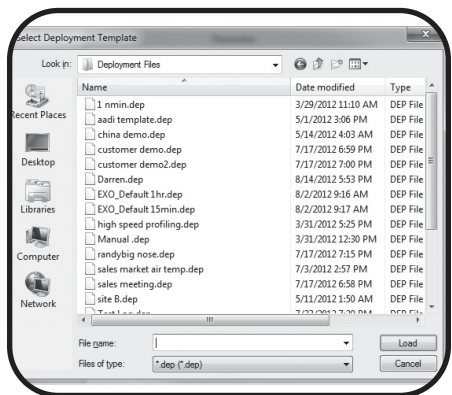 Select Deployment Template
Look in: Deployment Files
Name Date modified Type
1 nmin.dep 3/29/2012 11:10 AM DEP File
aadi template.dep 5/1/2012 3:06 PM DEP File
china demo.dep 5/14/2012 4:03 AM DEP File
customer demo.dep 7/17/2012 6:59 PM DEP File
customer demo2.dep 7/17/2012 7:00 PM DEP File
Darren.dep 8/14/2012 5:53 PM DEP File
EXO_Default 1hr.dep 8/2/2012 9:16 AM DEP File
EXO_Default 15min.dep 8/2/2012 9:17 AM DEP File
high speed profiling.dep 3/31/2012 5:25 PM DEP File
Manual .dep 3/31/2012 12:30 PM DEP File
randybig nose.dep 7/17/2012 7:15 PM DEP File
sales market air temp.dep 7/3/2012 2:57 PM DEP File
sales meeting.dep 7/17/2012 6:58 PM DEP File
site B.dep 5/11/2012 1:50 AM DEP File
Recent Places
Desktop
Libraries
Computer
Network
File name: Load
Files of type: *.dep (*.dep) Cancel